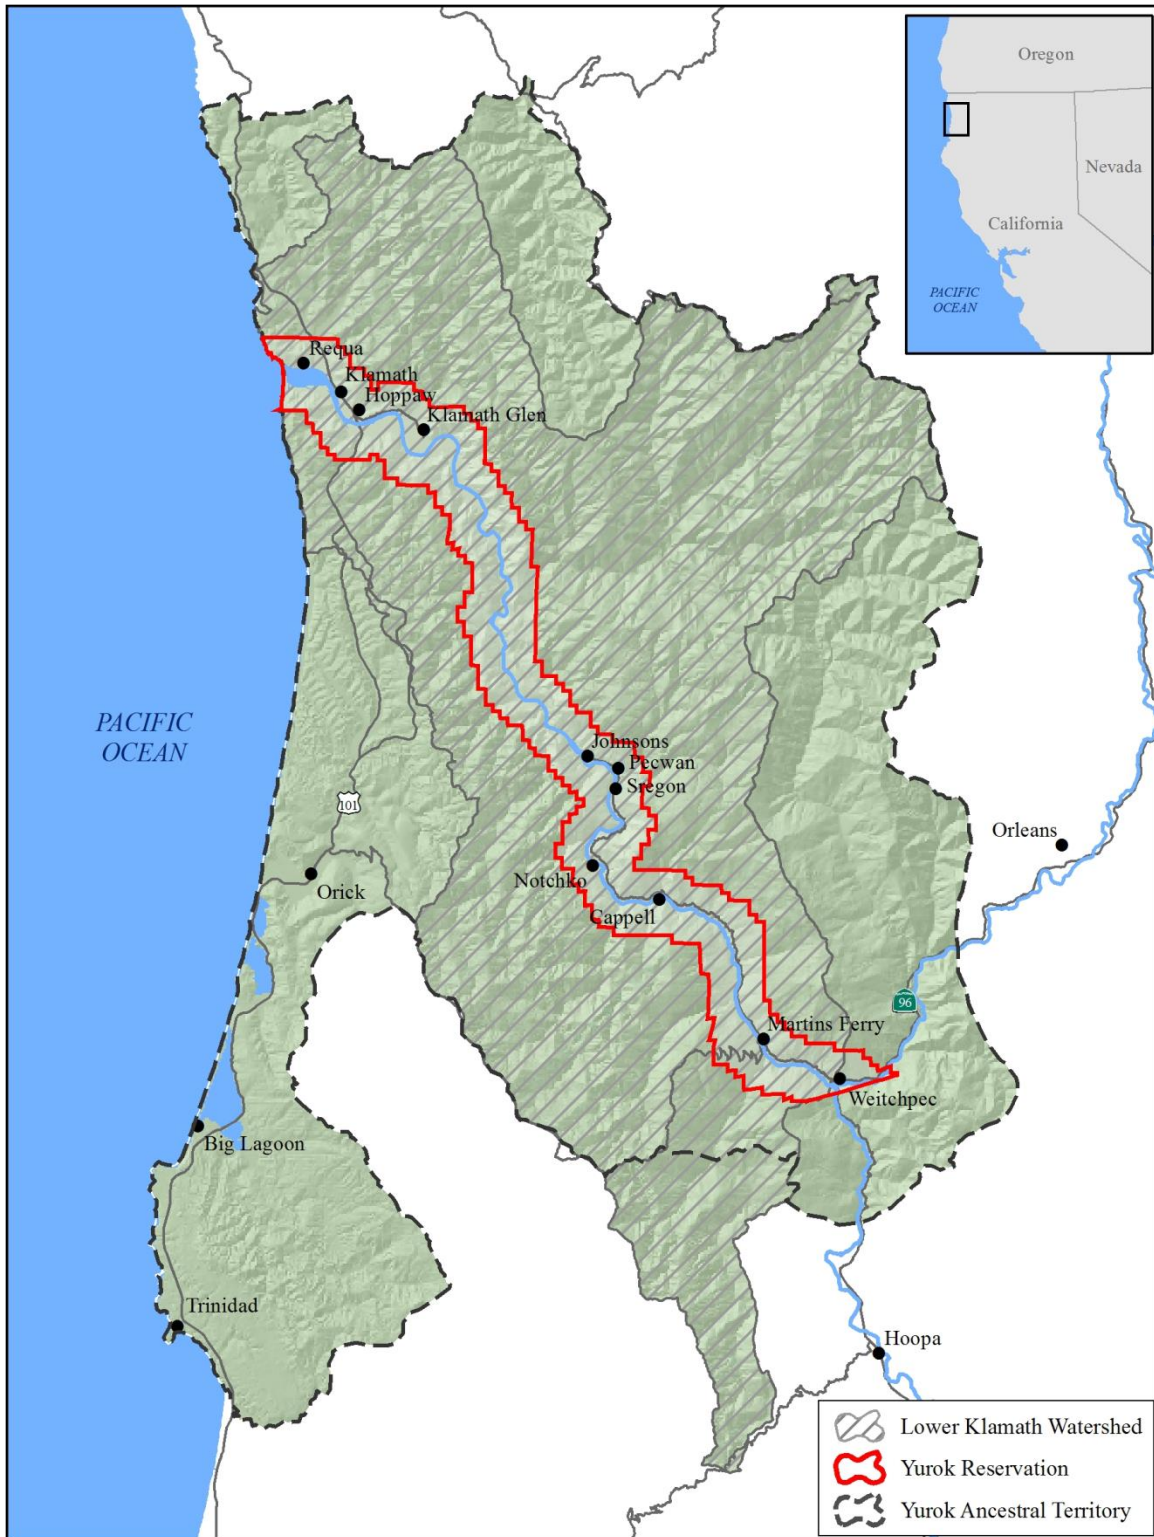 Oregon
Nevada
California
PACIFIC
OCEAN
Requa
Klamath
Hoppaw
Klamath Glen
PACIFIC
OCEAN
Johnsons
Pecwan
Sregon
101
Orleans
Notchko
Orick
Cappell
96
Martins Ferry
Weitchpec
Big Lagoon
Trinidad
Hoopa
Lower Klamath Watershed
Yurok Reservation
Yurok Ancestral Territory